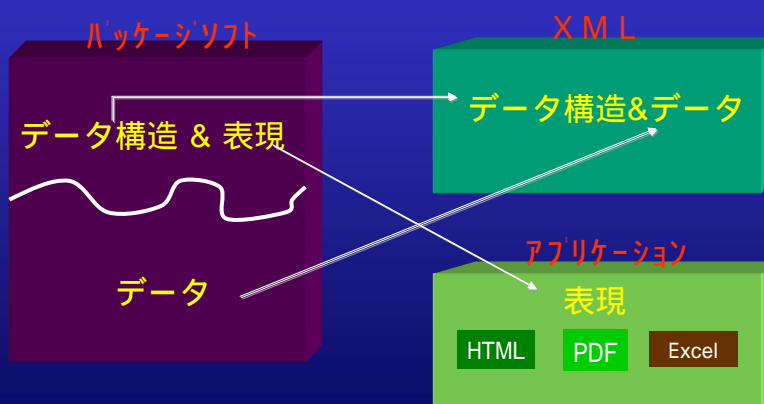 ﾊﾟｯｹｰｼﾞｿﾌﾄ
データ構造 & 表現
データ
ＸＭＬ
データ構造&データ
ｱﾌﾟﾘｹｰｼｮﾝ
表現
HTML
PDF
Excel